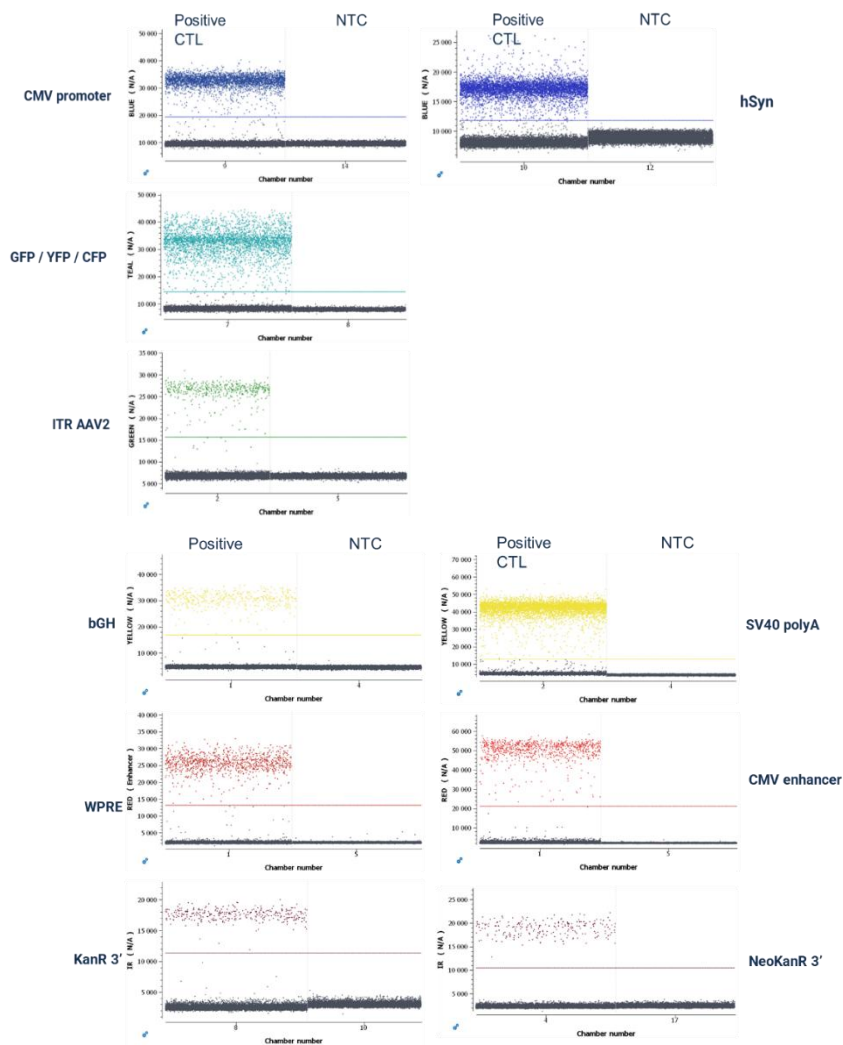 Positive
CTL
NTC
Positive
CTL
NTC
CMV promoter
BLUE ( N/A )
50 000
40 000
30 000
20 000
10 000
9
14
Chamber number
BLUE ( N/A )
25 000
20 000
15 000
10 000
10
12
Chamber number
hSyn
GFP / YFP / CFP
TEAL ( N/A )
50 000
40 000
30 000
20 000
10 000
7
8
Chamber number
ITR AAV2
GREEN ( N/A )
35 000
30 000
25 000
20 000
15 000
10 000
5 000
2
5
Chamber number
Positive
NTC
Positive
CTL
NTC
bGH
YELLOW ( N/A )
40 000
30 000
20 000
10 000
1
4
Chamber number
YELLOW ( N/A )
70 000
60 000
50 000
40 000
30 000
20 000
10 000
2
4
Chamber number
SV40 polyA
WPRE
RED (Enhancer)
40 000
35 000
30 000
25 000
20 000
15 000
10 000
5 000
1
5
Chamber number
RED ( N/A )
60 000
50 000
40 000
30 000
20 000
10 000
1
5
Chamber number
CMV enhancer
KanR 3’
IR ( N/A )
20 000
15 000
10 000
5 000
8
10
Chamber number
IR ( N/A )
25 000
20 000
15 000
10 000
5 000
4
17
Chamber number
NeoKanR 3’